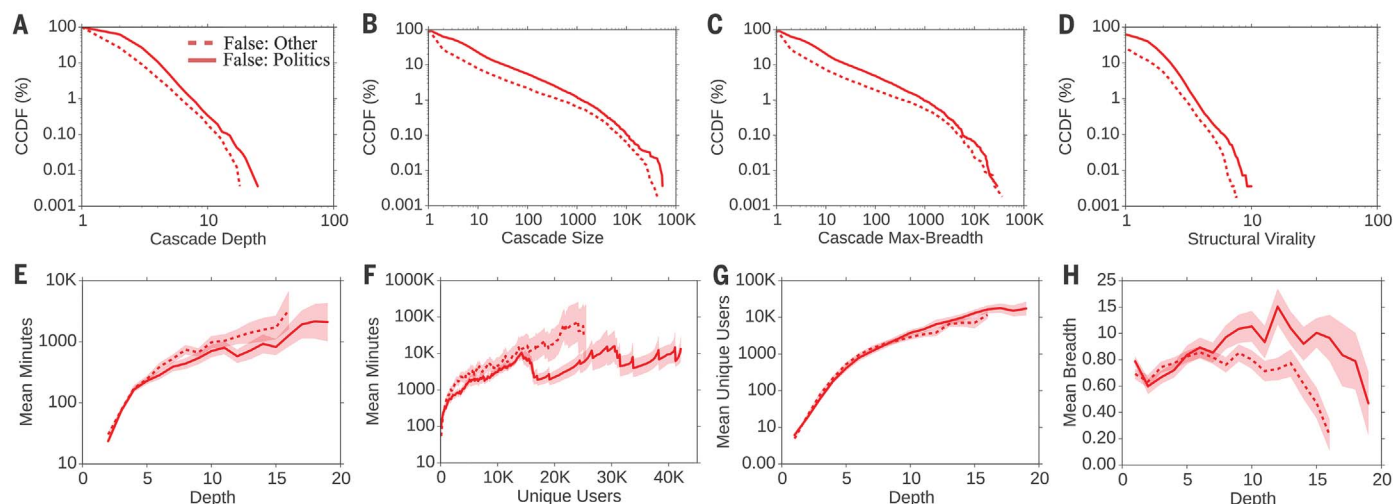 A
CCDF (%)
100
10
1
0.10
0.01
0.001
1
10
100
Cascade Depth
False: Other
False: Politics
B
CCDF (%)
100
10
1
0.10
0.01
0.001
1
10
100
1000
10K
100K
Cascade Size
C
CCDF (%)
100
10
1
0.10
0.01
0.001
1
10
100
1000
10K
100K
Cascade Max-Breadth
D
CCDF (%)
100
10
1
0.10
0.01
0.001
1
10
100
Structural Virality
E
Mean Minutes
10K
1000
100
10
0
5
10
15
20
Depth
F
Mean Minutes
1000K
100K
10K
1000
100
10
0
10K
20K
30K
40K
Unique Users
G
Mean Unique Users
100K
10K
1000
100
10
0.00
0
5
10
15
20
Depth
H
Mean Breadth
25
15
10
0.80
0.60
0.40
0.20
0.00
0
5
10
15
20
Depth